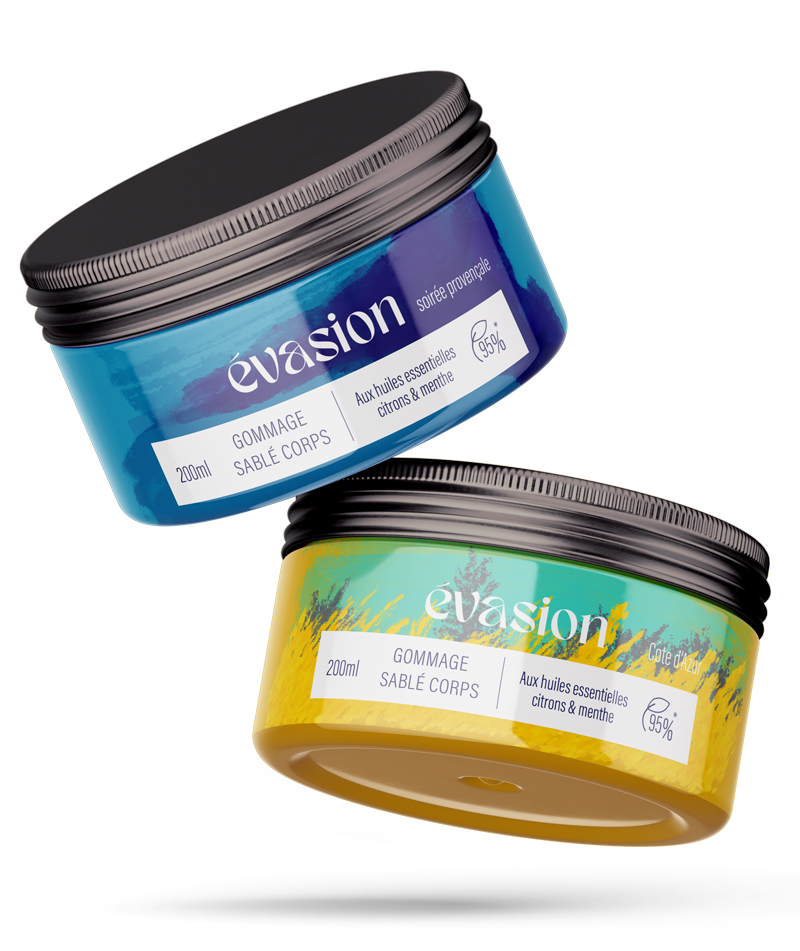 évasion soirée provençale
200ml
GOMMAGE
SABLÉ CORPS
Aux huiles essentielles
citrons & menthe
95%*
évasion
Cote d'Azur
200ml
GOMMAGE
SABLÉ CORPS
Aux huiles essentielles
citrons & menthe
95%*